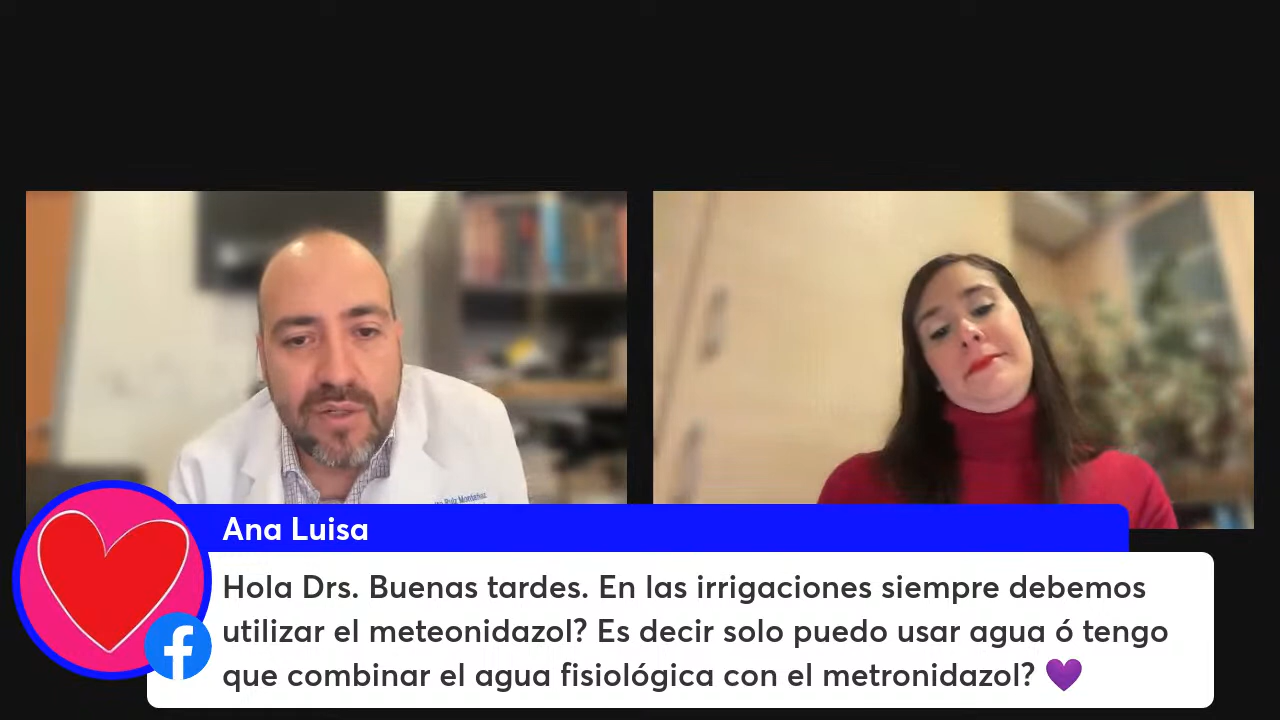 Ruiz
Ana Luisa
Hola Drs. Buenas tardes. En las irrigaciones siempre debemos
utilizar el meteonidazol? Es decir solo puedo usar agua ó tengo
que combinar el agua fisiológica con el metronidazol? 💜